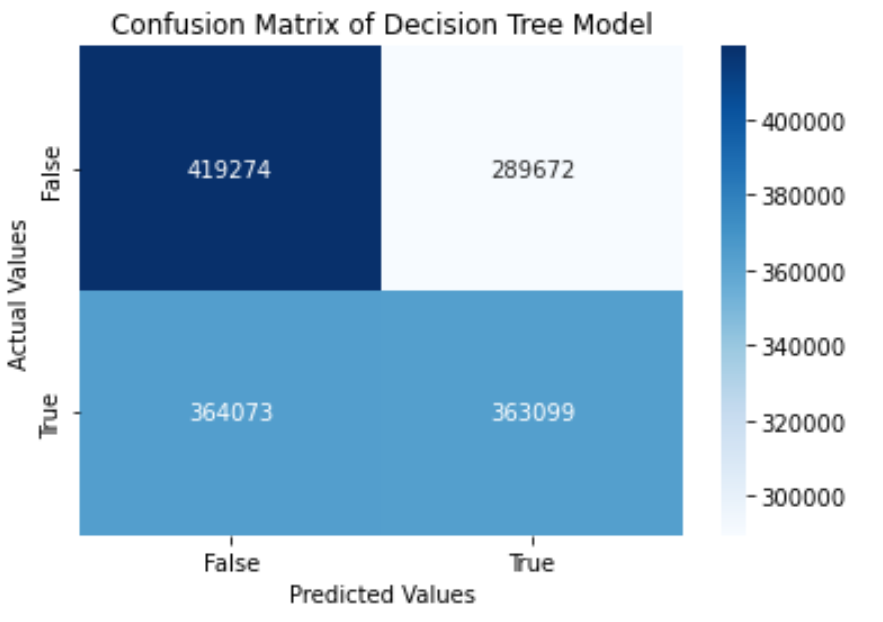 Confusion Matrix of Decision Tree Model
Actual Values
False
True
419274 289672
364073 363099
False True
Predicted Values
400000
380000
360000
340000
320000
300000